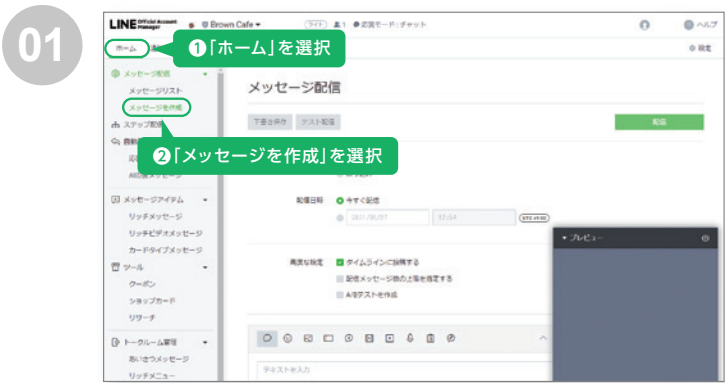 01
LINE Official Account Manager
Brown Cafe
ライト
1
応答モード:チャット
ヘルプ
ホーム
❶「ホーム」を選択
設定
メッセージ配信
メッセージリスト
メッセージを作成
ステップ配信
❷「メッセージを作成」を選択
メッセージ配信
下書き保存
テスト配信
配信
配信日時
今すぐ配信
メッセージアイテム
リッチメッセージ
リッチビデオメッセージ
カードタイプメッセージ
プレビュー
高度な設定
タイムラインに投稿する
配信メッセージ数の上限を指定する
A/Bテストを作成
ツール
クーポン
ショップカード
リサーチ
トークルーム管理
あいさつメッセージ
リッチメニュー
テキストを入力